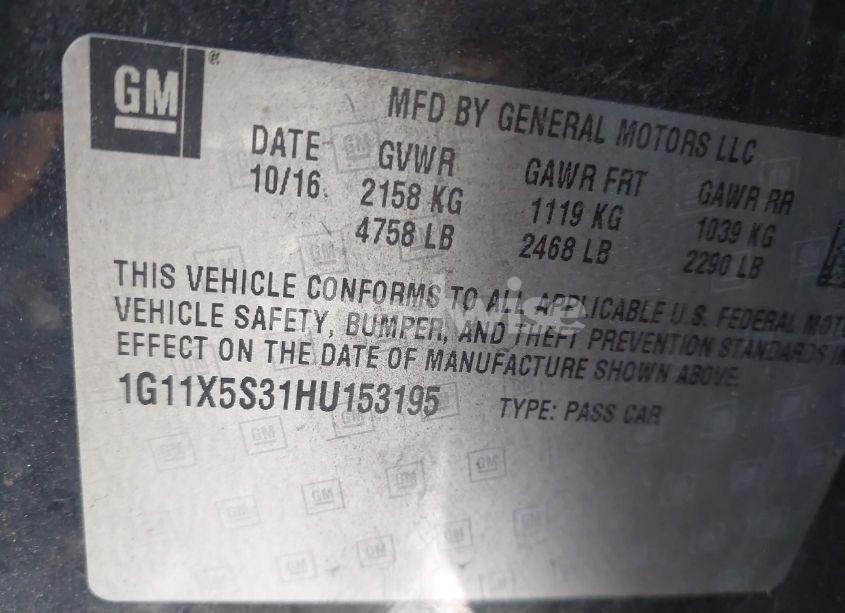 GM ®
MFD BY GENERAL MOTORS LLC
DATE GVWR GAWR FRT GAWR RR
10/16 2158 KG 1119 KG 1039 KG
4758 LB 2468 LB 2290 LB
THIS VEHICLE CONFORMS TO ALL APPLICABLE U.S. FEDERAL MOT
VEHICLE SAFETY, BUMPER, AND THEFT PREVENTION STANDARDS IN
EFFECT ON THE DATE OF MANUFACTURE SHOWN ABOVE.
1G11X5S31HU153195 TYPE: PASS CAR